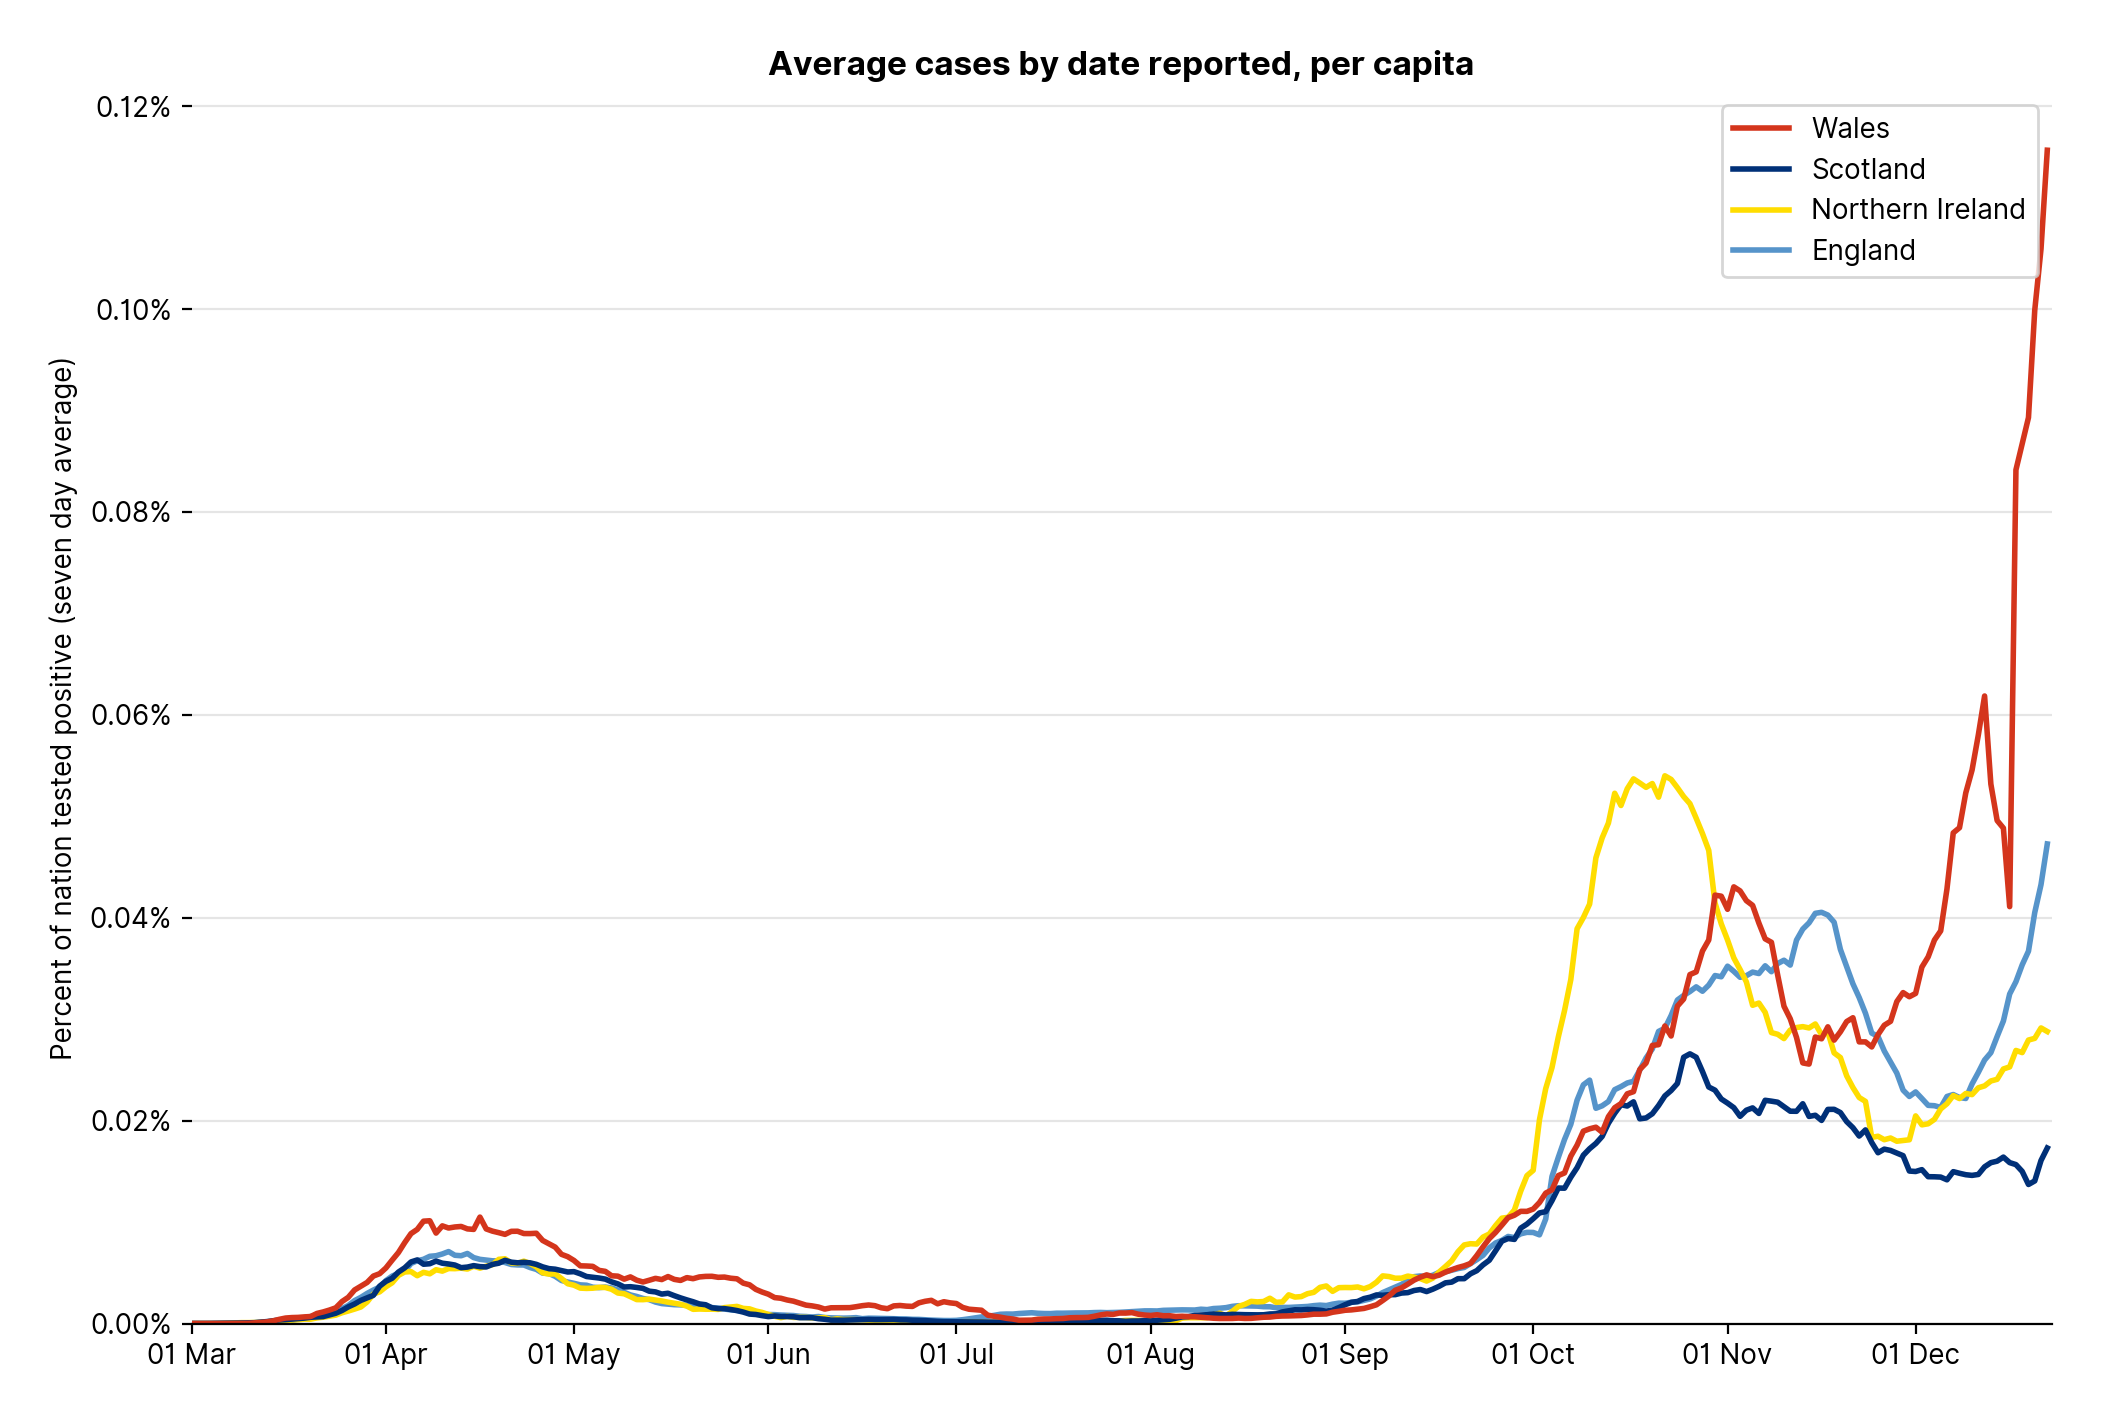 Average cases by date reported, per capita
0.12%
0.10%
0.08%
0.06%
0.04%
0.02%
0.00%
Percent of nation tested positive (seven day average)
Wales
Scotland
Northern Ireland
England
01 Mar
01 Apr
01 May
01 Jun
01 Jul
01 Aug
01 Sep
01 Oct
01 Nov
01 Dec